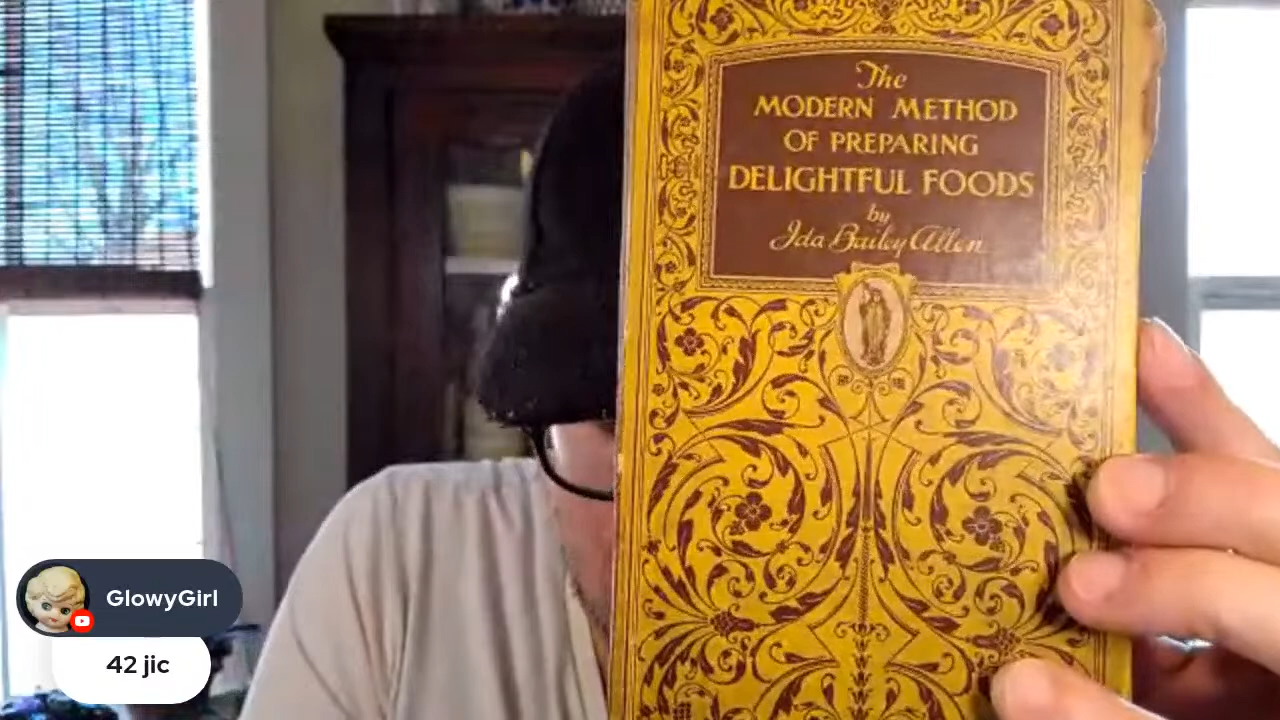 The
MODERN METHOD
OF PREPARING
DELIGHTFUL FOODS
by
Ida Bailey Allen
GlowyGirl
42 jic